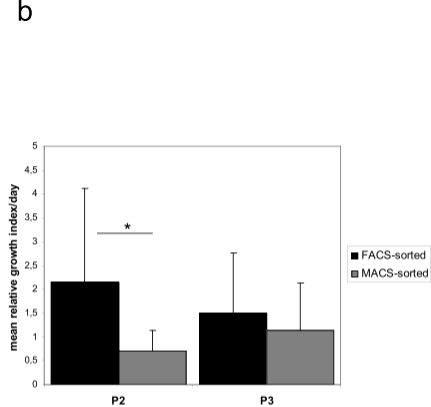 b
5
4,5
4
3,5
3
2,5
2
1,5
1
0,5
0
mean relative growth index/day
*
FACS-sorted
MACS-sorted
P2
P3